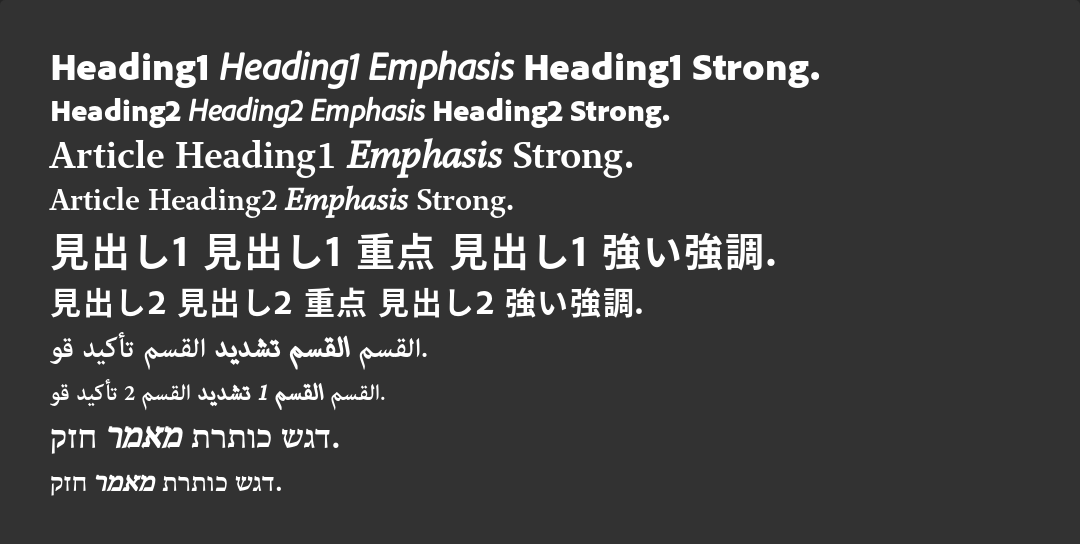 Heading1 Heading1 Emphasis Heading1 Strong.
Heading2 Heading2 Emphasis Heading2 Strong.
Article Heading1 Emphasis Strong.
Article Heading2 Emphasis Strong.
見出し1 見出し1 重点 見出し1 強い強調.
見出し2 見出し2 重点 見出し2 強い強調.
القسم القسم تشديد القسم تأكيد قو.
القسم القسم 1 تشديد القسم 2 تأكيد قو.
דגש כותרת מאמר חזק.
דגש כותרת מאמר חזק.